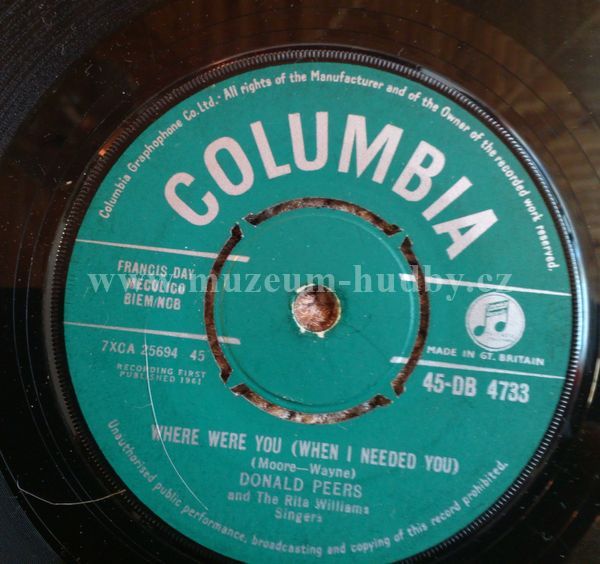 Columbia Graphophone Co. Ltd.- All rights of the Manufacturer and of the Owner of the recorded work reserved.
COLUMBIA
FRANCIS DAY
MECOLICO
BIEM/NCB
7XCA 25694 45
RECORDING FIRST
PUBLISHED 1961
MADE IN GT. BRITAIN
45-DB 4733
www.muzeum-hudby.cz
WHERE WERE YOU (WHEN I NEEDED YOU)
(Moore—Wayne)
DONALD PEERS
and The Rita Williams
Singers
Unauthorised public performance, broadcasting and copying of this record prohibited.